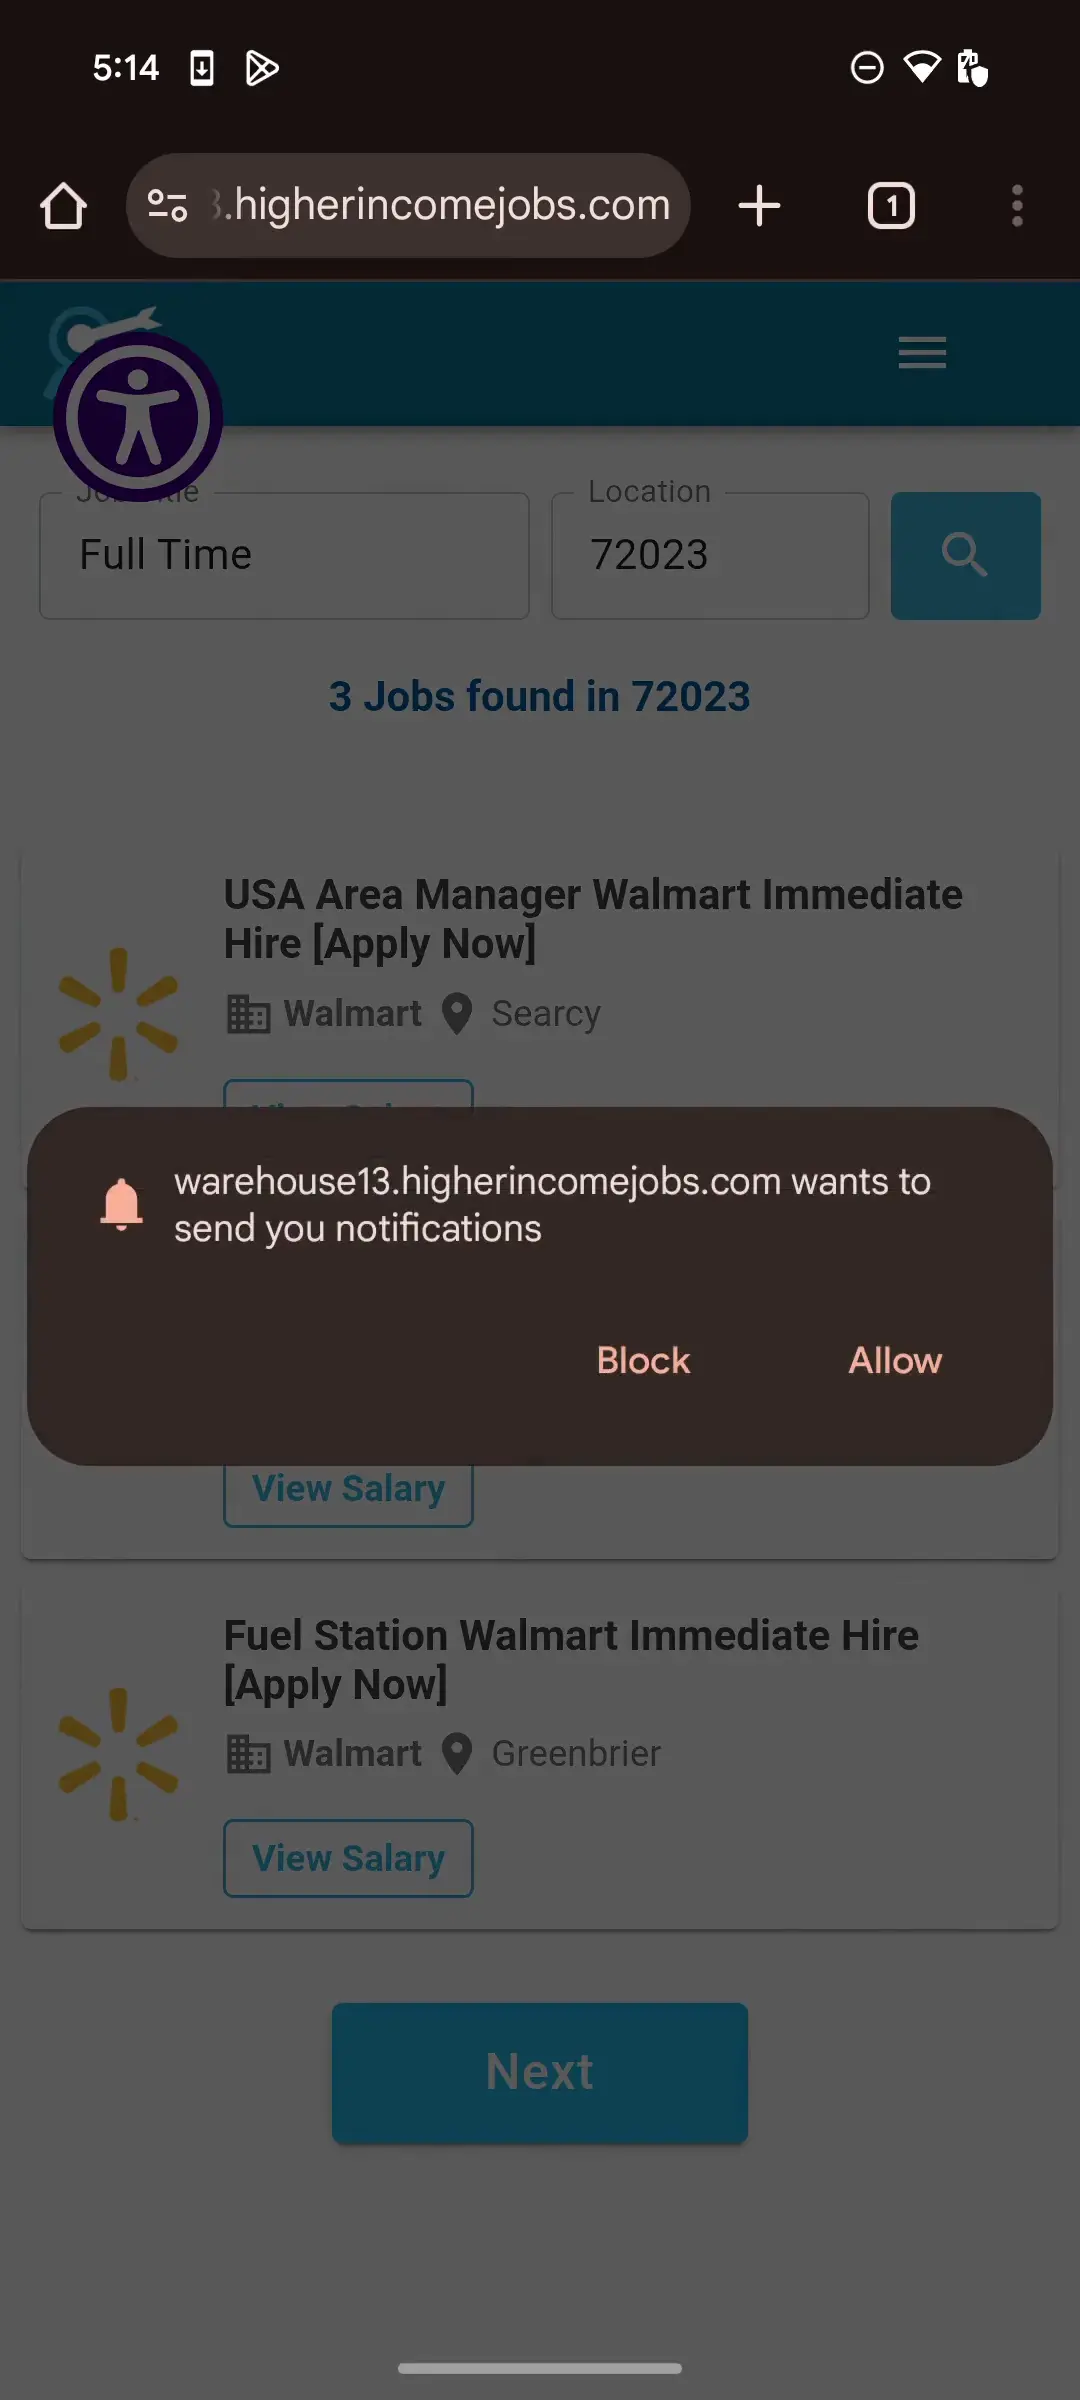 5:14
.higherincomejobs.com
1
Location
Full Time
72023
3 Jobs found in 72023
USA Area Manager Walmart Immediate
Hire [Apply Now]
Walmart Searcy
warehouse13.higherincomejobs.com wants to
send you notifications
Block Allow
View Salary
Fuel Station Walmart Immediate Hire
[Apply Now]
Walmart Greenbrier
View Salary
Next